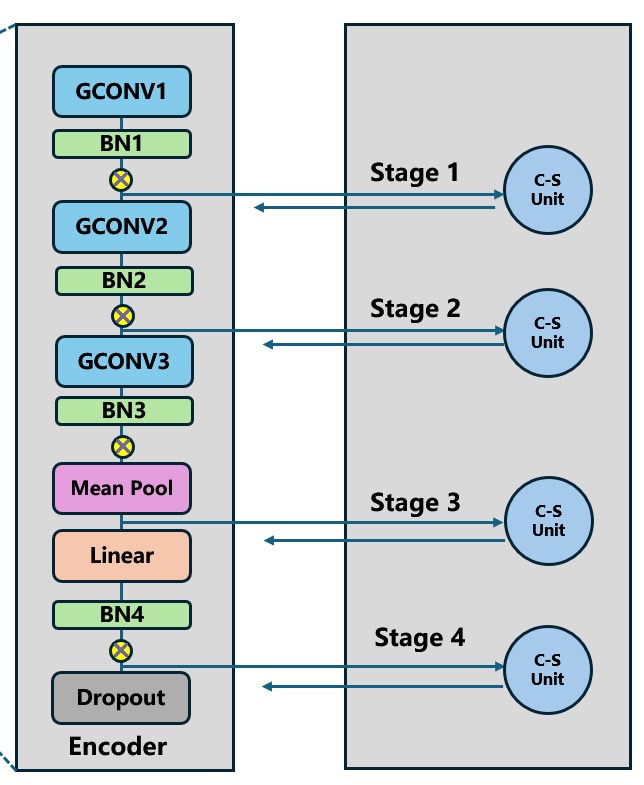 GCONV1
BN1
GCONV2
BN2
GCONV3
BN3
Mean Pool
Linear
BN4
Dropout
Encoder
Stage 1
C-S
Unit
Stage 2
C-S
Unit
Stage 3
C-S
Unit
Stage 4
C-S
Unit